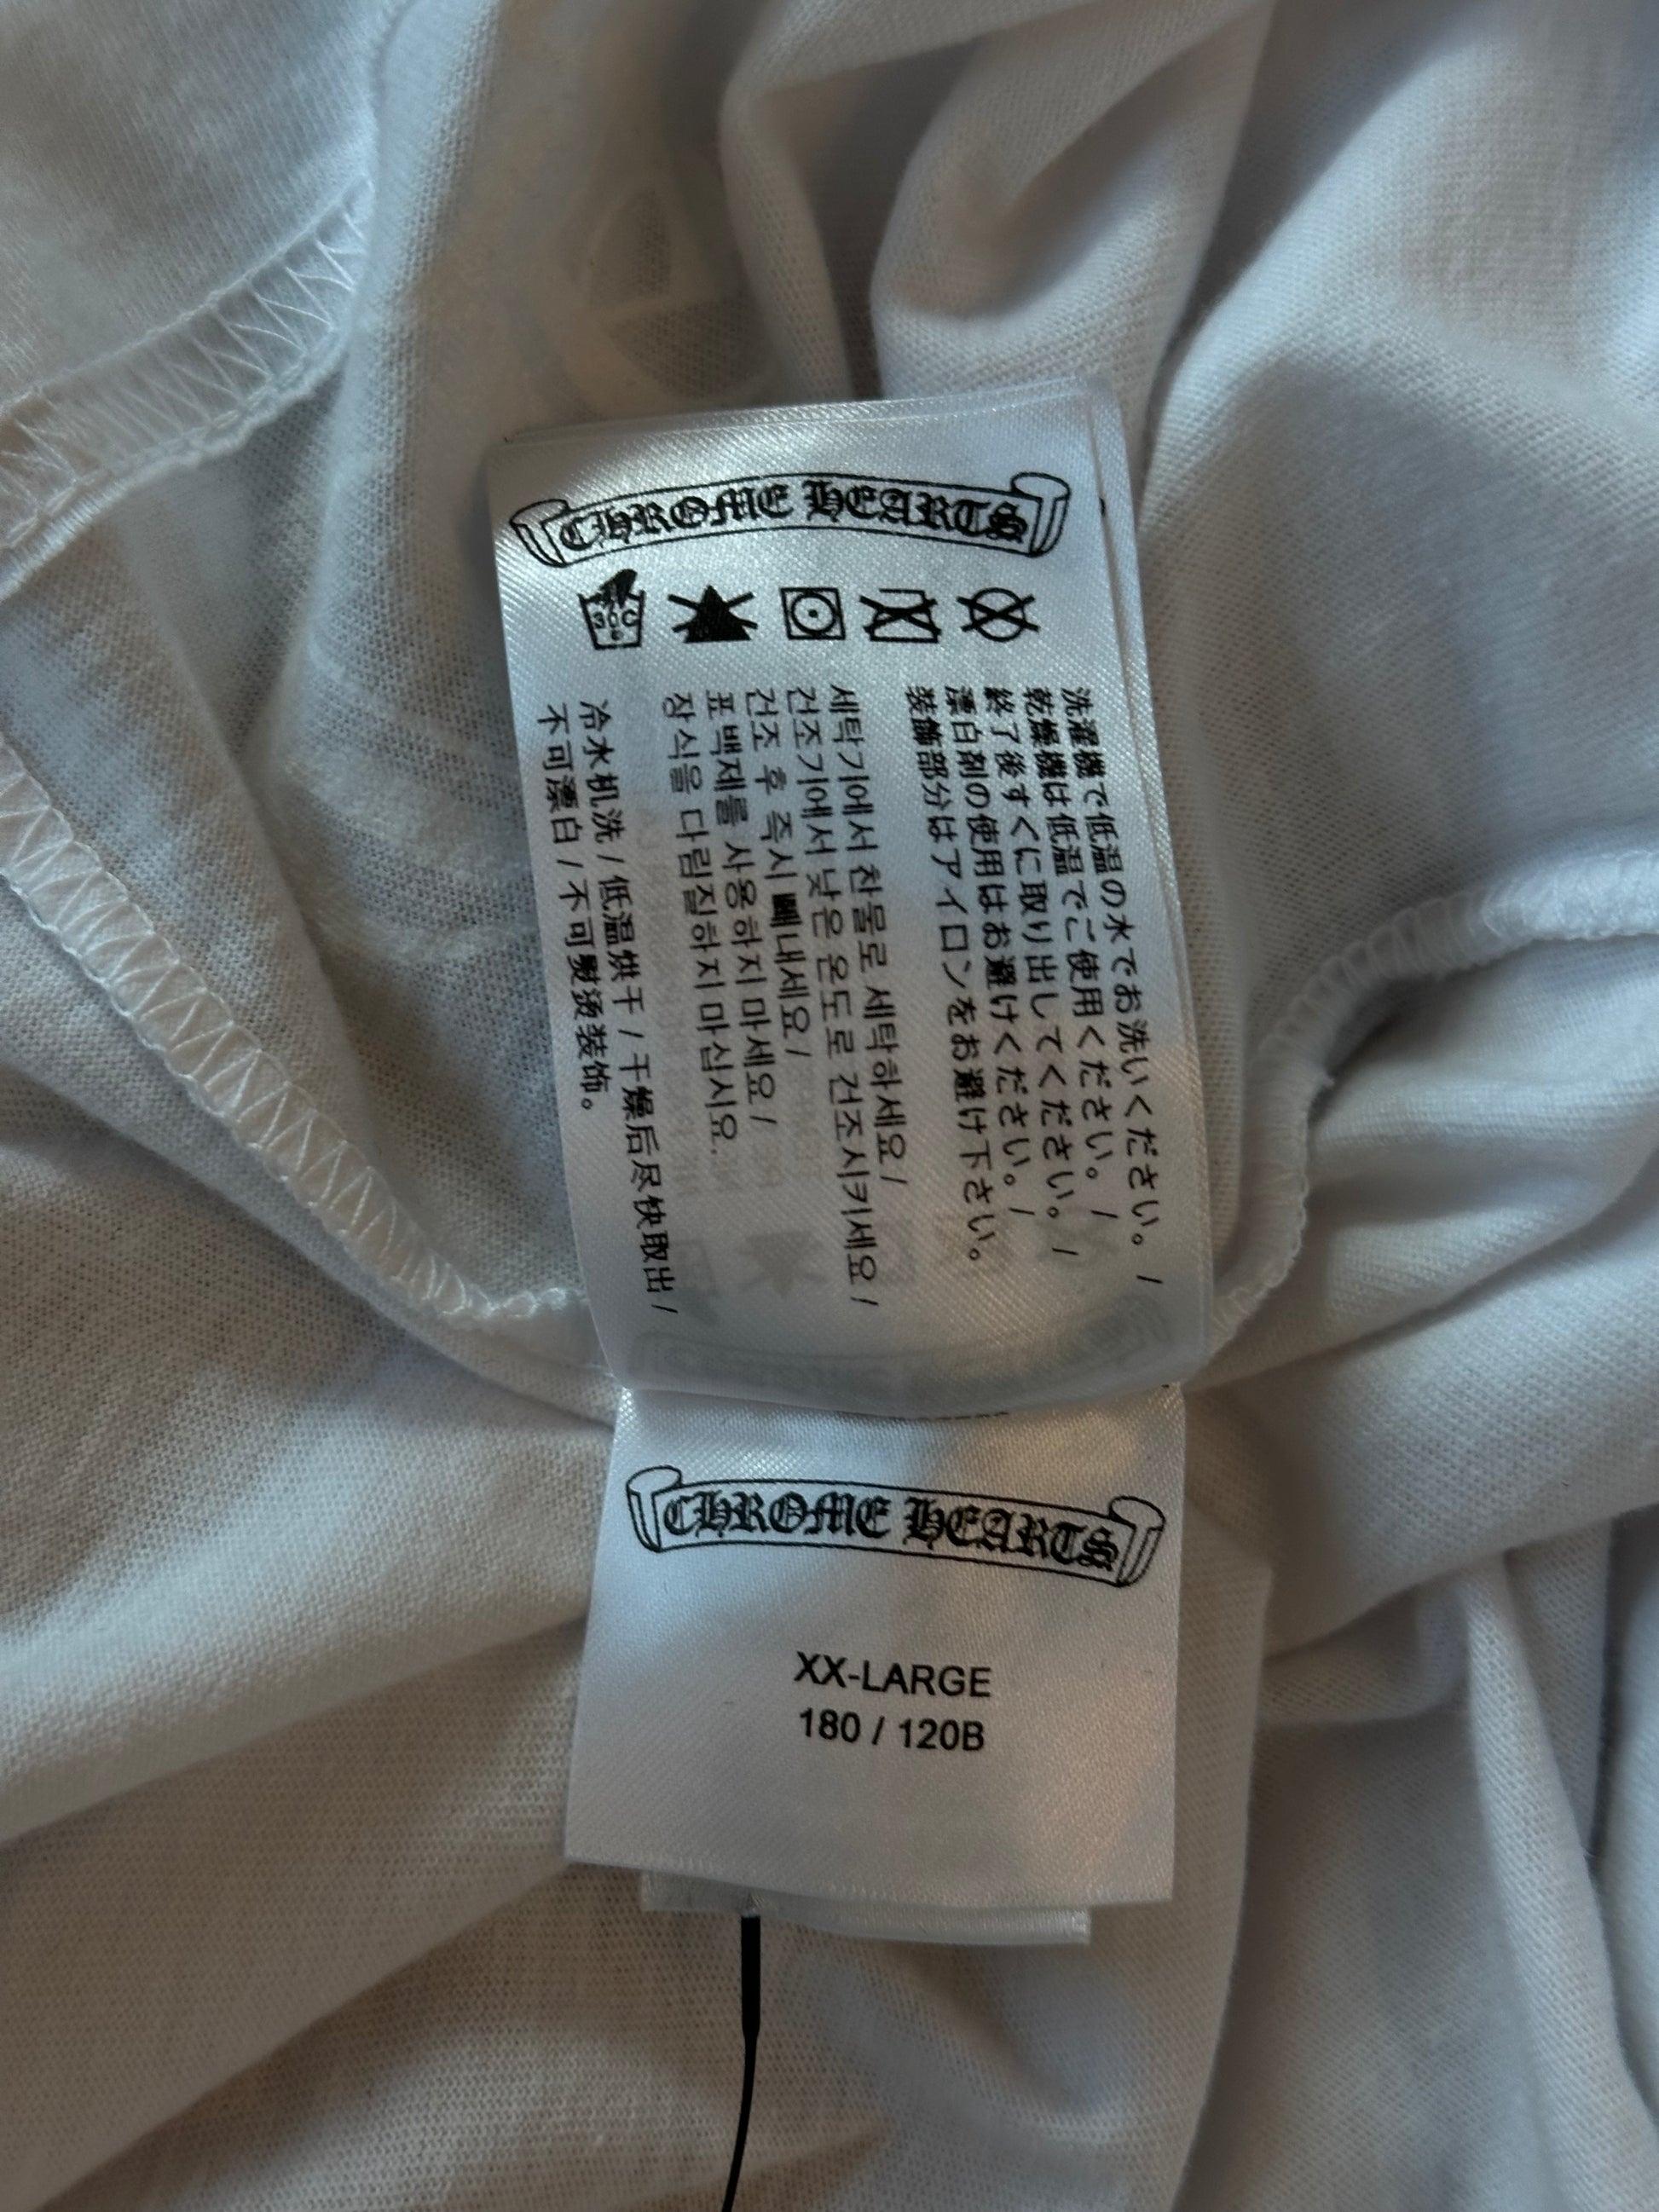 CHROME HEARTS
30C
洗濯機で低温の水でお洗いください。 /
乾燥機は低温でご使用ください。 /
終了後すぐに取り出してください。 /
漂白剤の使用はお避けください。 /
装飾部分はアイロンをお避け下さい。
세탁기에서 찬물로 세탁하세요 /
건조기에서 낮은 온도로 건조시키세요 /
건조 후 즉시 빼내세요 /
표백제를 사용하지 마세요 /
장식을 다림질하지 마십시요.
冷水机洗 / 低温烘干 / 干燥后尽快取出 /
不可漂白 / 不可熨烫装饰。
CHROME HEARTS
XX-LARGE
180 / 120B